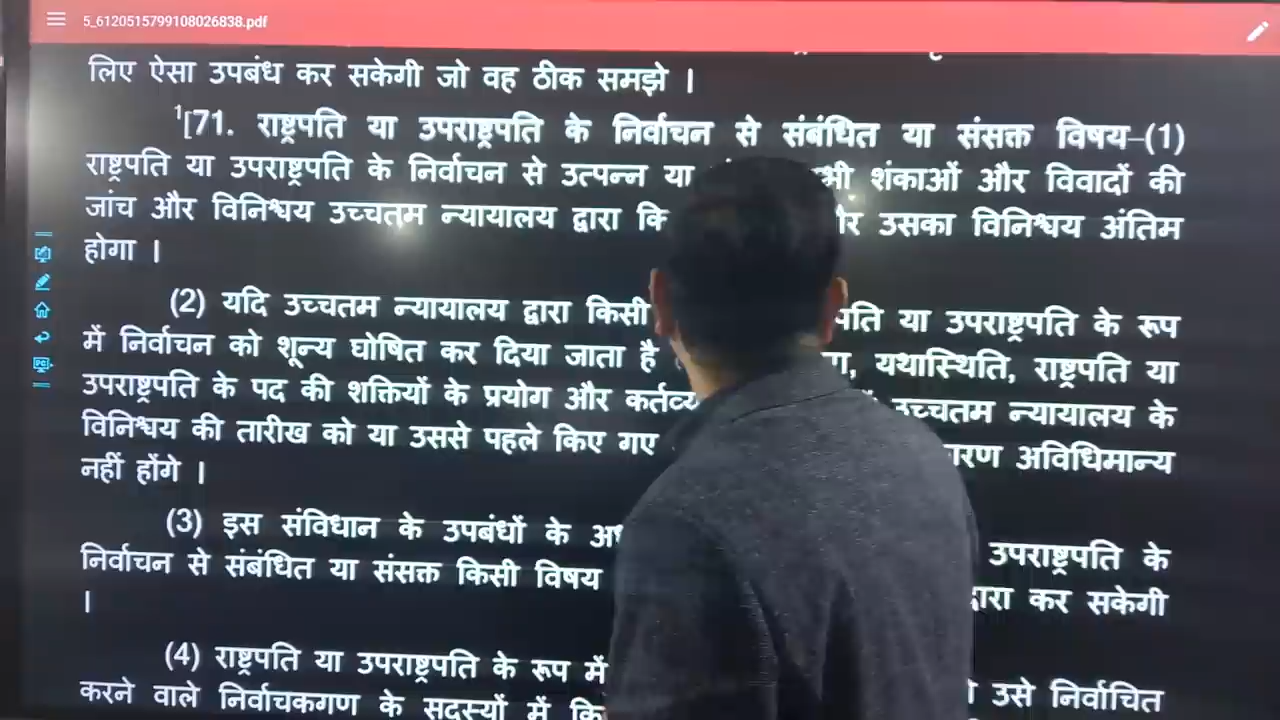 5_6120515799108026838.pdf
लिए ऐसा उपबंध कर सकेगी जो वह ठीक समझे ।
1[71. राष्ट्रपति या उपराष्ट्रपति के निर्वाचन से संबंधित या संसक्त विषय–(1)
राष्ट्रपति या उपराष्ट्रपति के निर्वाचन से उत्पन्न या शंकाओं और विवादों की
जांच और विनिश्चय उच्चतम न्यायालय द्वारा उसका विनिश्चय अंतिम
होगा ।
(2) यदि उच्चतम न्यायालय द्वारा किसी या उपराष्ट्रपति के रूप
में निर्वाचन को शून्य घोषित कर दिया जाता है यथास्थिति, राष्ट्रपति या
उपराष्ट्रपति के पद की शक्तियों के प्रयोग और उच्चतम न्यायालय के
विनिश्चय की तारीख को या उससे पहले किए गए अविधिमान्य
नहीं होंगे ।
(3) इस संविधान के उपबंधों के उपराष्ट्रपति के
निर्वाचन से संबंधित या संसक्त किसी विषय कर सकेगी
।
(4) राष्ट्रपति या उपराष्ट्रपति के रूप में उसे निर्वाचित
करने वाले निर्वाचकगण के सदस्यों में
PC